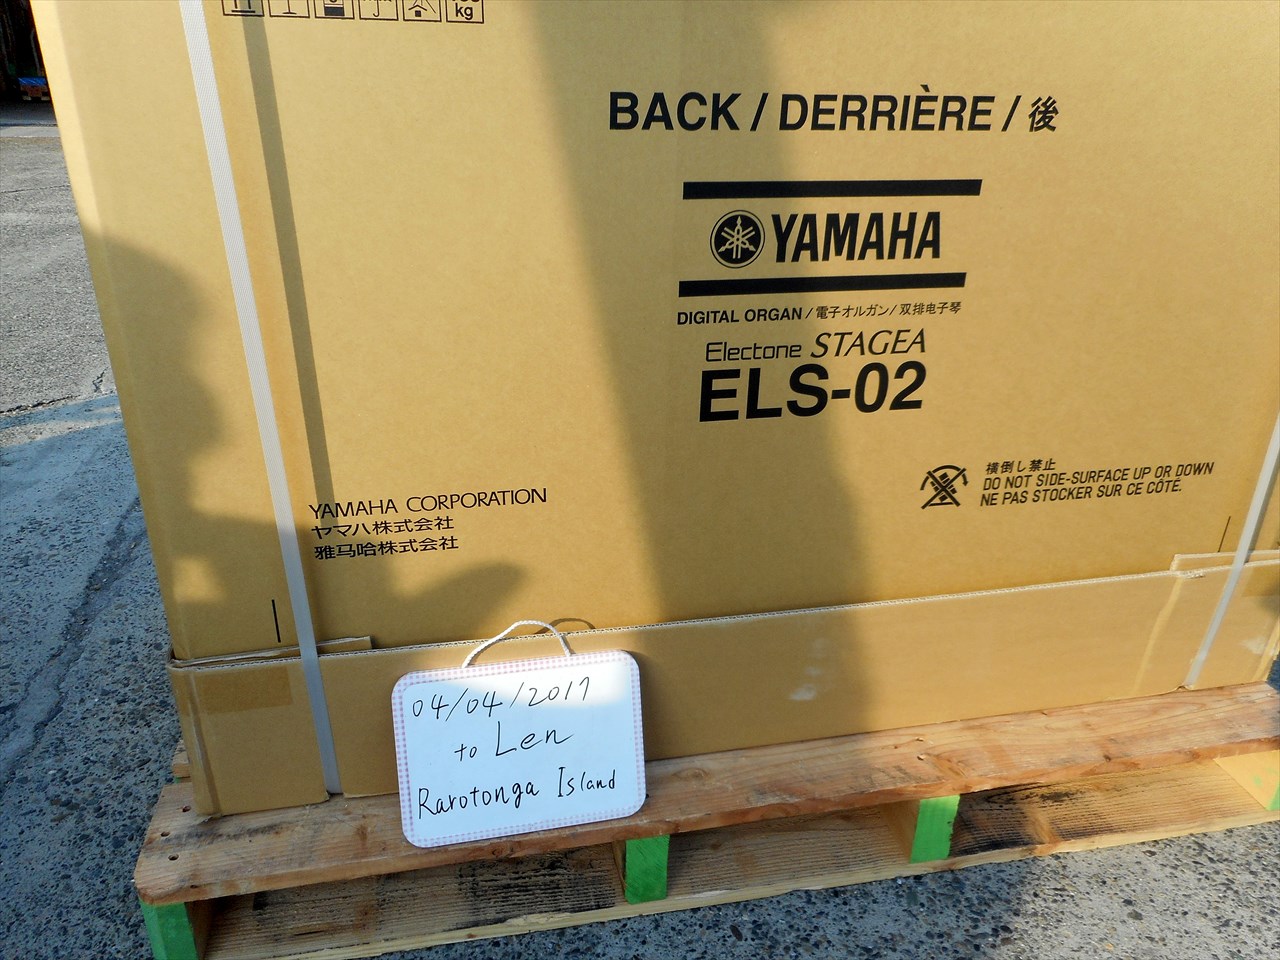 kg
BACK / DERRIÈRE / 後
YAMAHA
DIGITAL ORGAN / 電子オルガン / 双排电子琴
Electone STAGEA
ELS-02
横倒し禁止
DO NOT SIDE-SURFACE UP OR DOWN
NE PAS STOCKER SUR CE CÔTÉ.
YAMAHA CORPORATION
ヤマハ株式会社
雅马哈株式会社
04/04/2017
to Len
Rarotonga Island